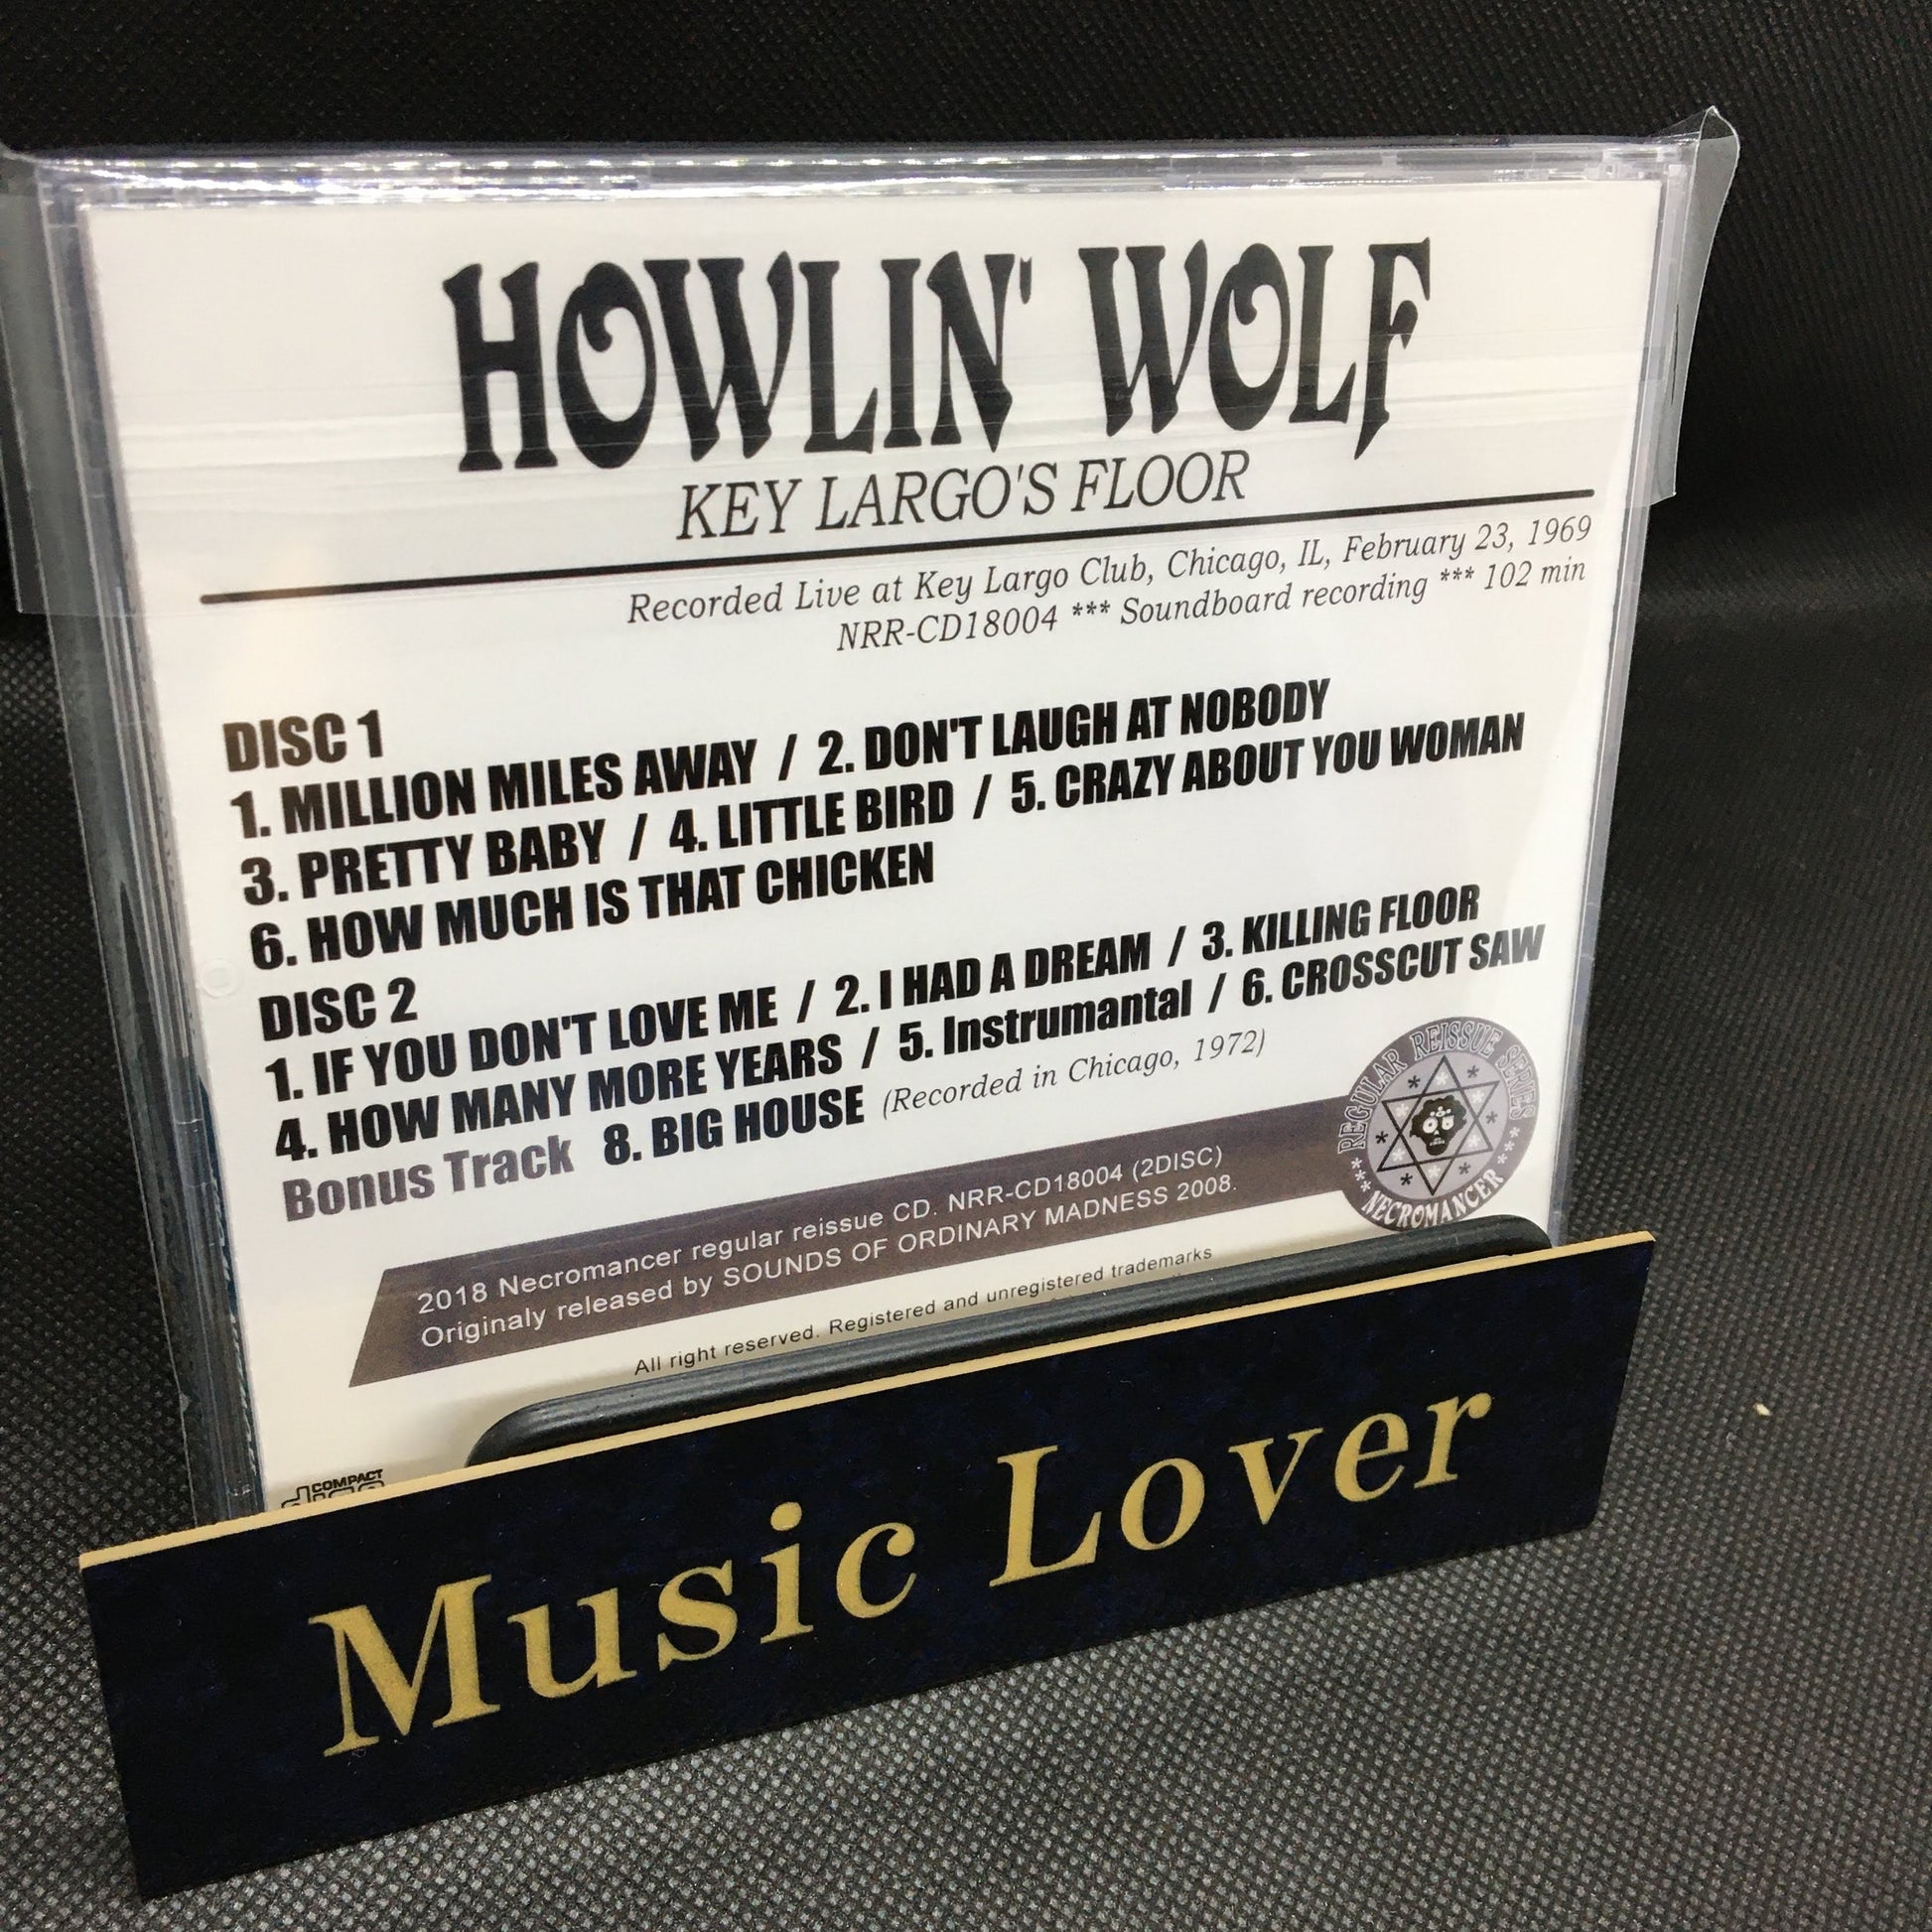 HOWLIN' WOLF
KEY LARGO'S FLOOR
Recorded Live at Key Largo Club, Chicago, IL, February 23, 1969
NRR-CD18004 *** Soundboard recording *** 102 min
DISC 1
1. MILLION MILES AWAY / 2. DON'T LAUGH AT NOBODY
3. PRETTY BABY / 4. LITTLE BIRD / 5. CRAZY ABOUT YOU WOMAN
6. HOW MUCH IS THAT CHICKEN
DISC 2
1. IF YOU DON'T LOVE ME / 2. I HAD A DREAM / 3. KILLING FLOOR
4. HOW MANY MORE YEARS / 5. Instrumantal / 6. CROSSCUT SAW
Bonus Track 8. BIG HOUSE (Recorded in Chicago, 1972)
REGULAR REISSUE SERIES
*** NECROMANCER ***
2018 Necromancer regular reissue CD. NRR-CD18004 (2DISC)
Originaly released by SOUNDS OF ORDINARY MADNESS 2008.
All right reserved. Registered and unregistered trademarks
COMPACT
disc
Music Lover